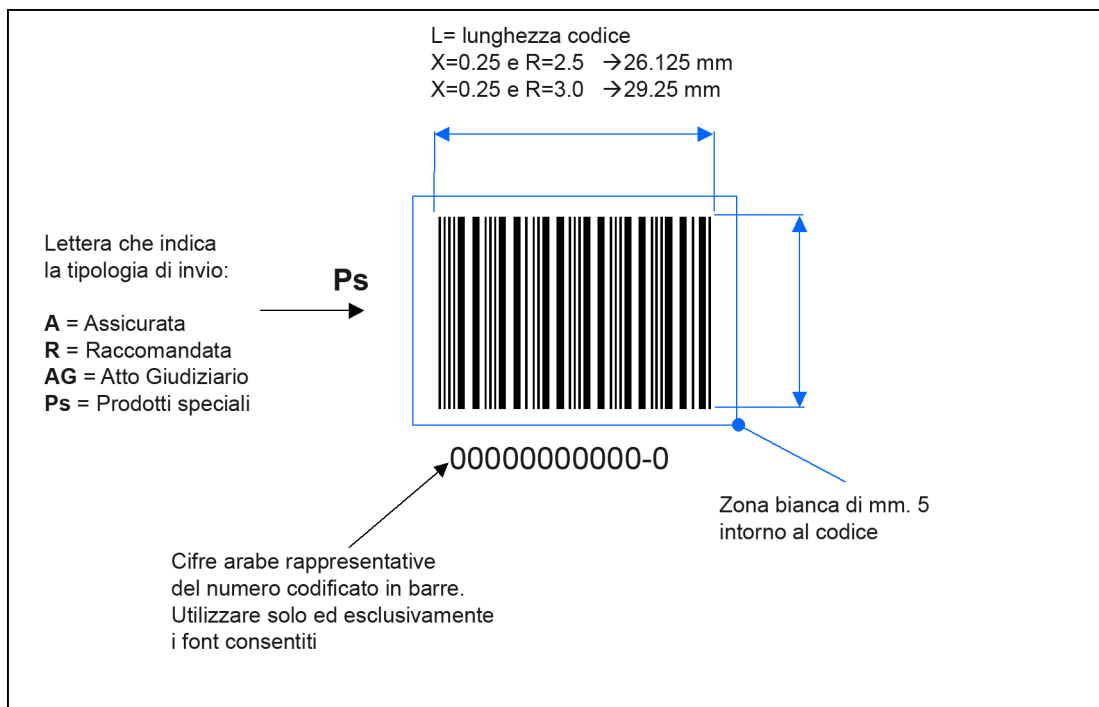 L= lunghezza codice
X=0.25 e R=2.5 →26.125 mm
X=0.25 e R=3.0 →29.25 mm
Lettera che indica
la tipologia di invio:
A = Assicurata
R = Raccomandata
AG = Atto Giudiziario
Ps = Prodotti speciali
Ps
00000000000-0
Zona bianca di mm. 5
intorno al codice
Cifre arabe rappresentative
del numero codificato in barre.
Utilizzare solo ed esclusivamente
i font consentiti